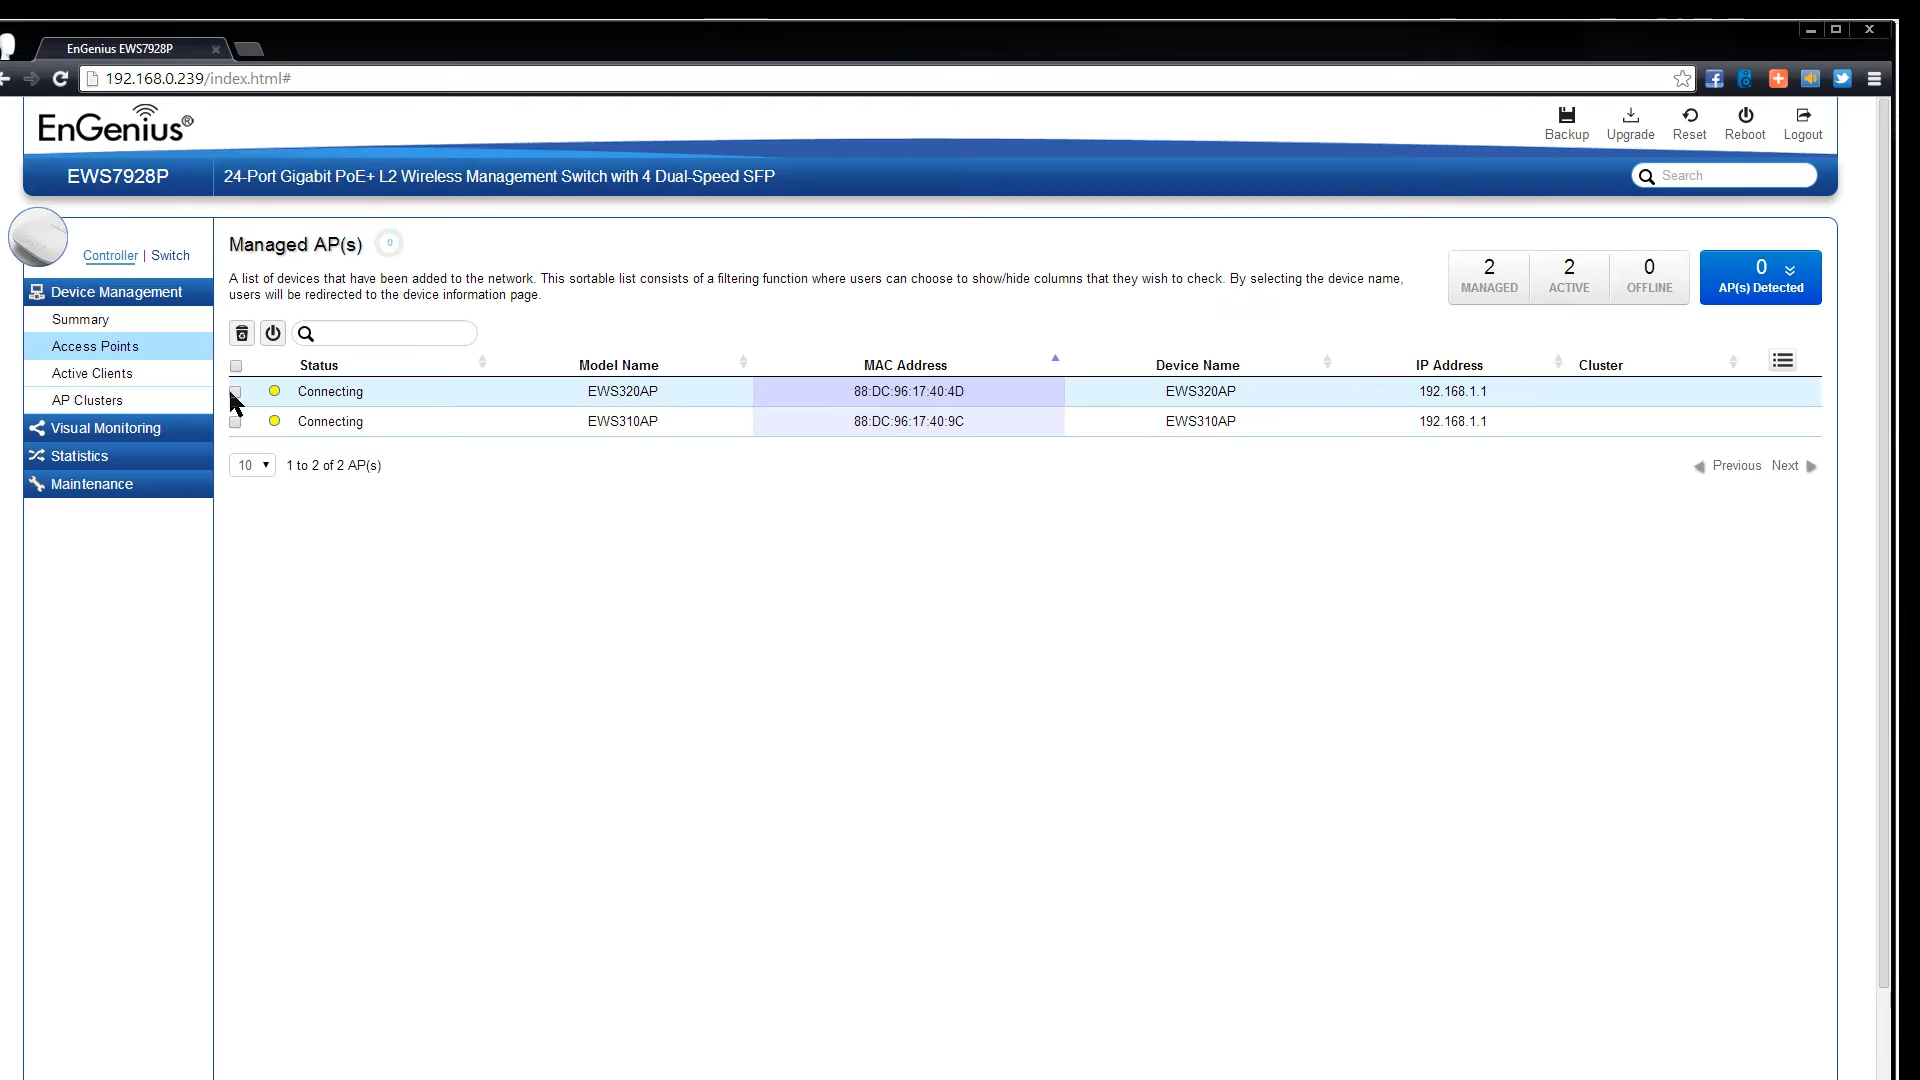 EnGenius EWS7928P
192.168.0.239/index.html#
EnGenius®
Backup Upgrade Reset Reboot Logout
EWS7928P 24-Port Gigabit PoE+ L2 Wireless Management Switch with 4 Dual-Speed SFP Search
Controller | Switch
Device Management
Summary
Access Points
Active Clients
AP Clusters
Visual Monitoring
Statistics
Maintenance
Managed AP(s) 0
A list of devices that have been added to the network. This sortable list consists of a filtering function where users can choose to show/hide columns that they wish to check. By selecting the device name,
users will be redirected to the device information page.
2 MANAGED
2 ACTIVE
0 OFFLINE
0 AP(s) Detected
Status Model Name MAC Address Device Name IP Address Cluster
Connecting EWS320AP 88:DC:96:17:40:4D EWS320AP 192.168.1.1
Connecting EWS310AP 88:DC:96:17:40:9C EWS310AP 192.168.1.1
10 1 to 2 of 2 AP(s) Previous Next